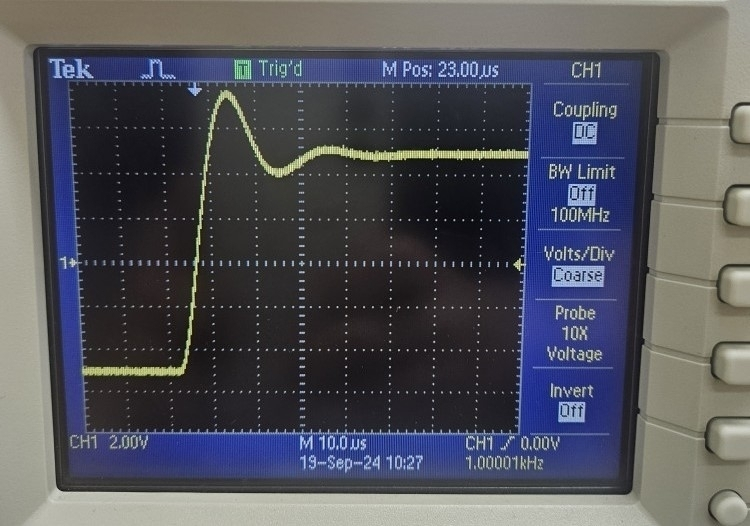 Tek T Trig'd M Pos: 23.00µs CH1
Coupling
DC
BW Limit
Off
100MHz
1
Volts/Div
Coarse
Probe
10X
Voltage
Invert
Off
CH1 2.00V M 10.0µs CH1 0.00V
19-Sep-24 10:27 1.00001kHz